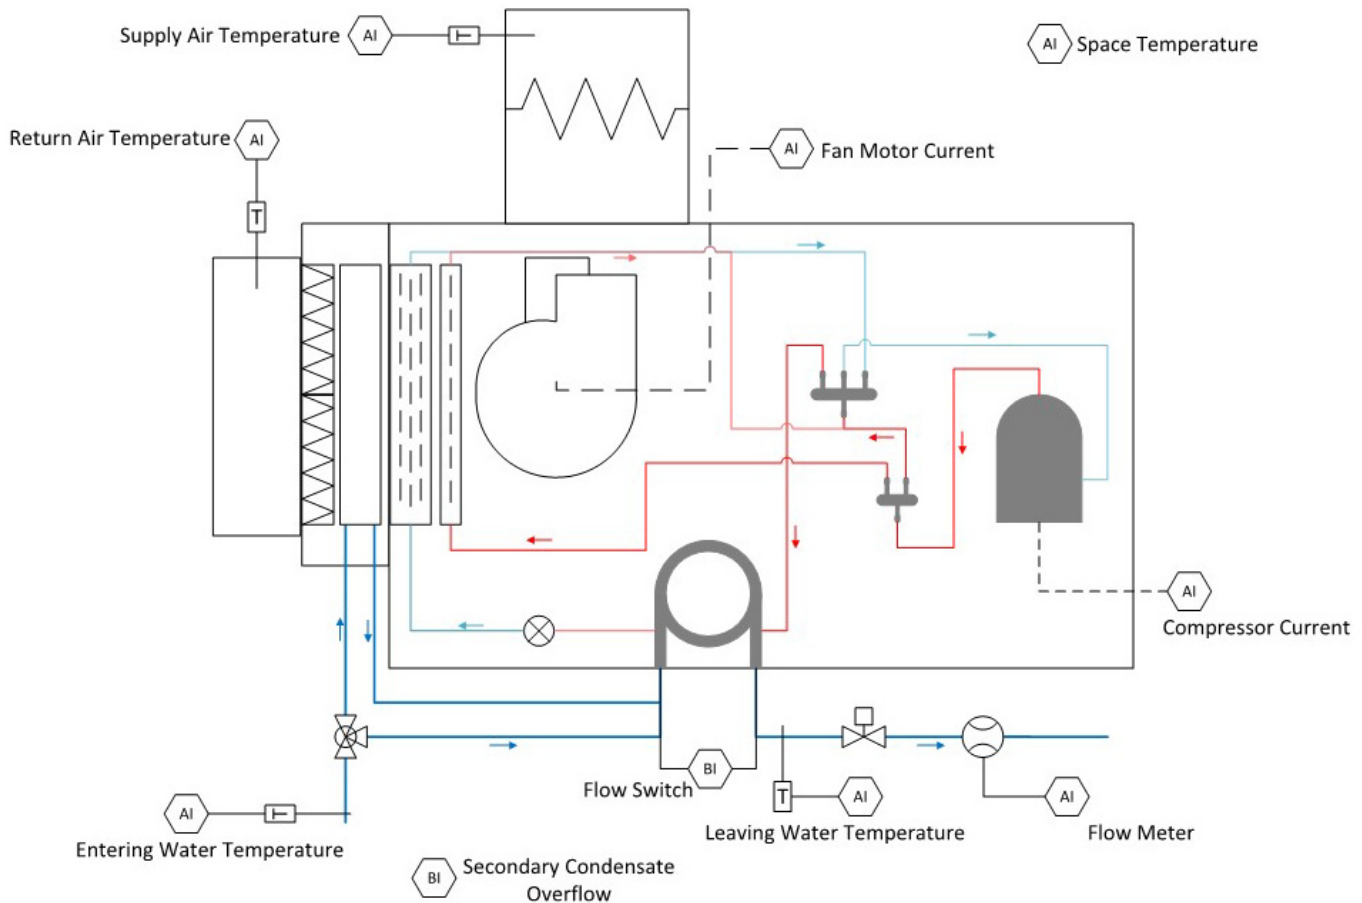 Supply Air Temperature
AI
T
AI
Space Temperature
Return Air Temperature
AI
T
AI
Fan Motor Current
AI
Compressor Current
Flow Switch
BI
T
AI
Leaving Water Temperature
AI
Flow Meter
AI
T
Entering Water Temperature
BI
Secondary Condensate
Overflow